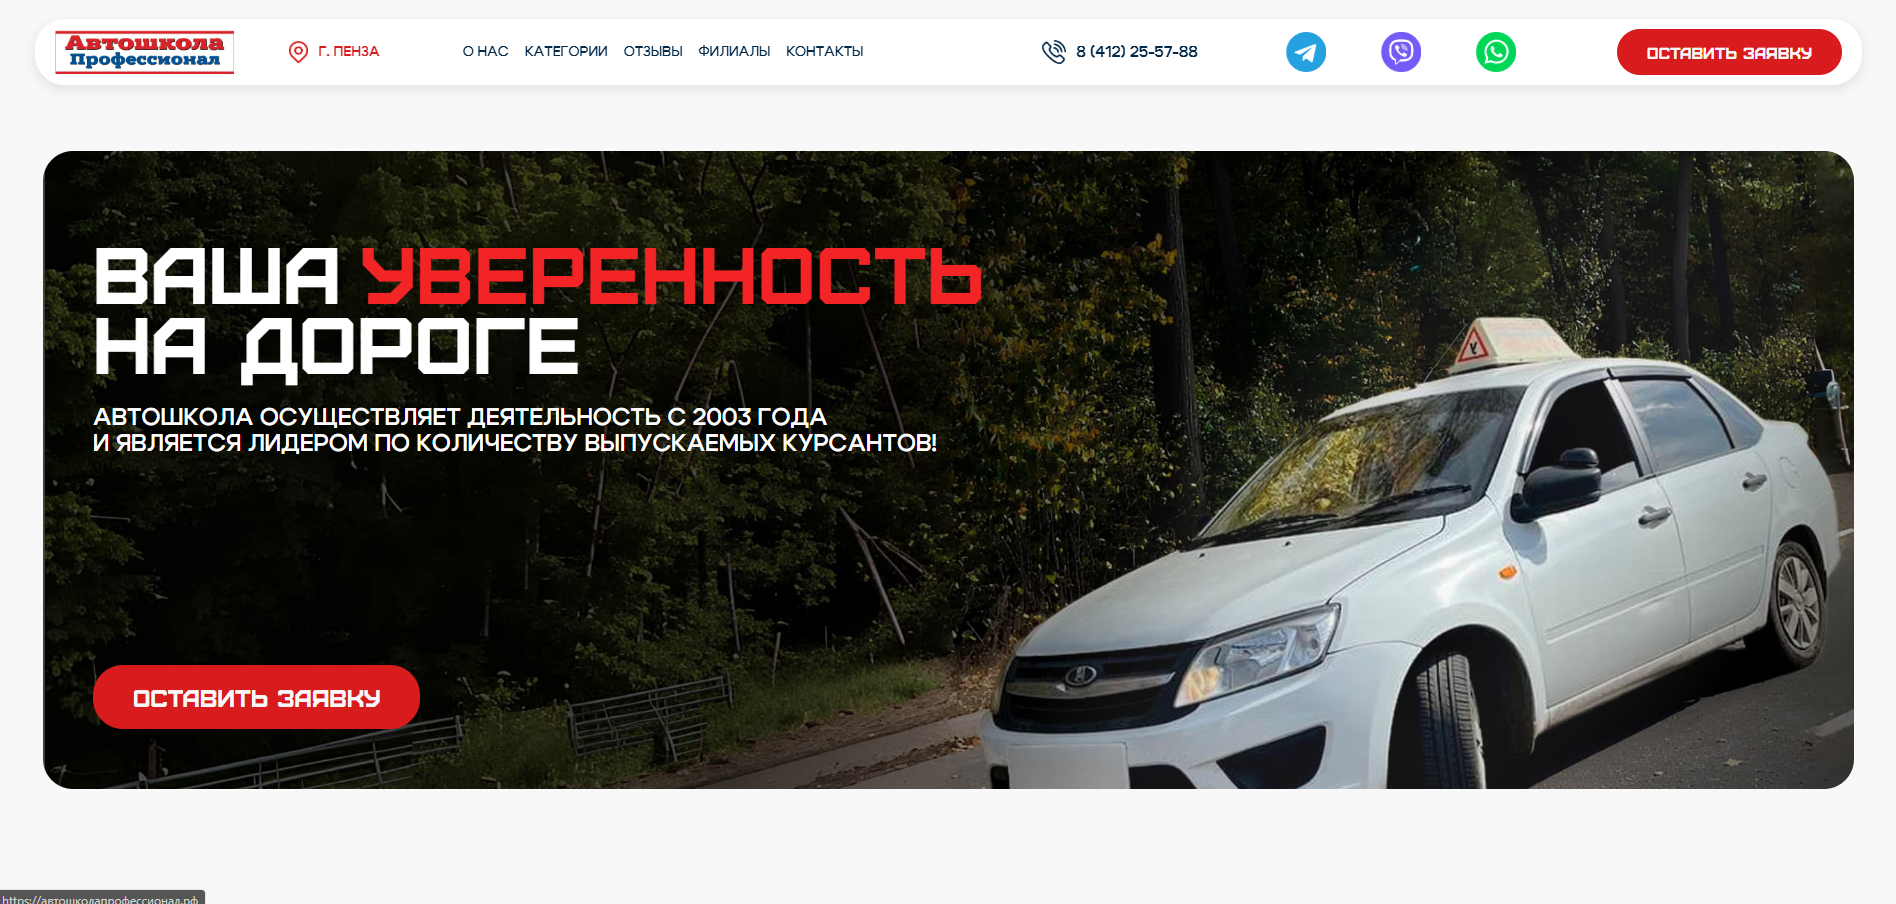 Автошкола
Профессионал
Г. ПЕНЗА
О НАС
КАТЕГОРИИ
ОТЗЫВЫ
ФИЛИАЛЫ
КОНТАКТЫ
8 (412) 25-57-88
ОСТАВИТЬ ЗАЯВКУ
ВАША УВЕРЕННОСТЬ
НА ДОРОГЕ
АВТОШКОЛА ОСУЩЕСТВЛЯЕТ ДЕЯТЕЛЬНОСТЬ С 2003 ГОДА
И ЯВЛЯЕТСЯ ЛИДЕРОМ ПО КОЛИЧЕСТВУ ВЫПУСКАЕМЫХ КУРСАНТОВ!
У
ОСТАВИТЬ ЗАЯВКУ
https://автошколапрофессионал.рф